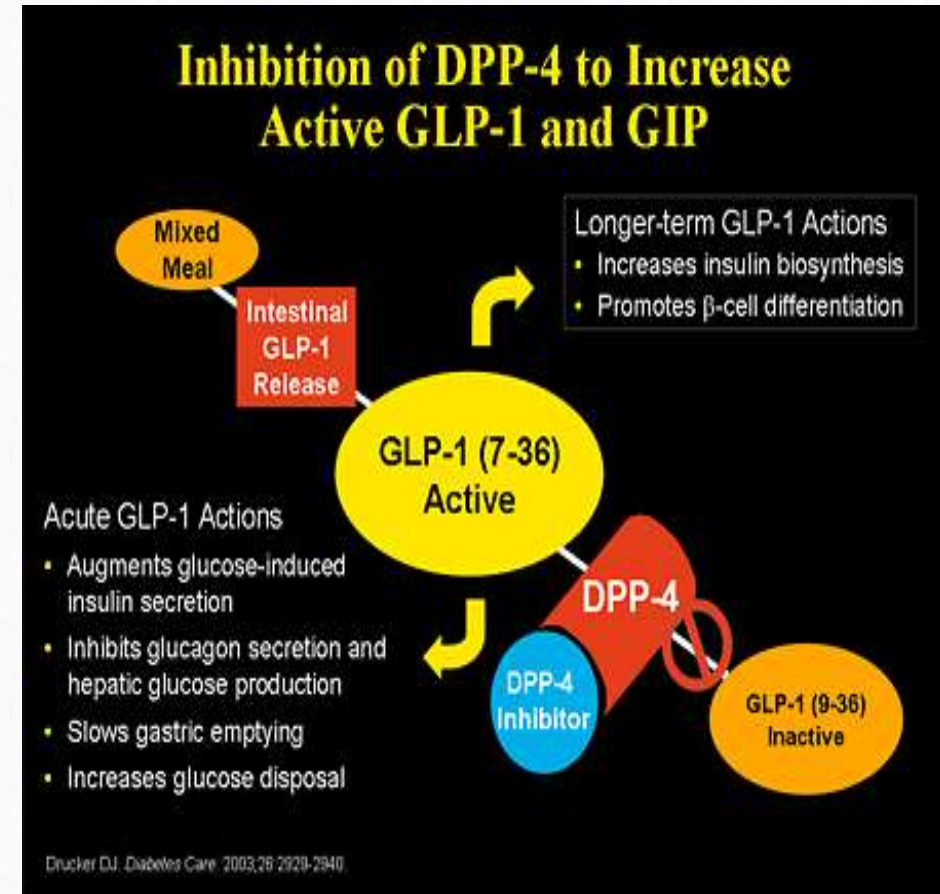 Inhibition of DPP-4 to Increase
Active GLP-1 and GIP
Mixed
Meal
Intestinal
GLP-1
Release
Longer-term GLP-1 Actions
• Increases insulin biosynthesis
• Promotes β-cell differentiation
GLP-1 (7-36)
Active
Acute GLP-1 Actions
• Augments glucose-induced
insulin secretion
• Inhibits glucagon secretion and
hepatic glucose production
• Slows gastric emptying
• Increases glucose disposal
DPP-4
DPP-4
Inhibitor
GLP-1 (9-36)
Inactive
Drucker DJ. Diabetes Care. 2003;26:2929-2940.